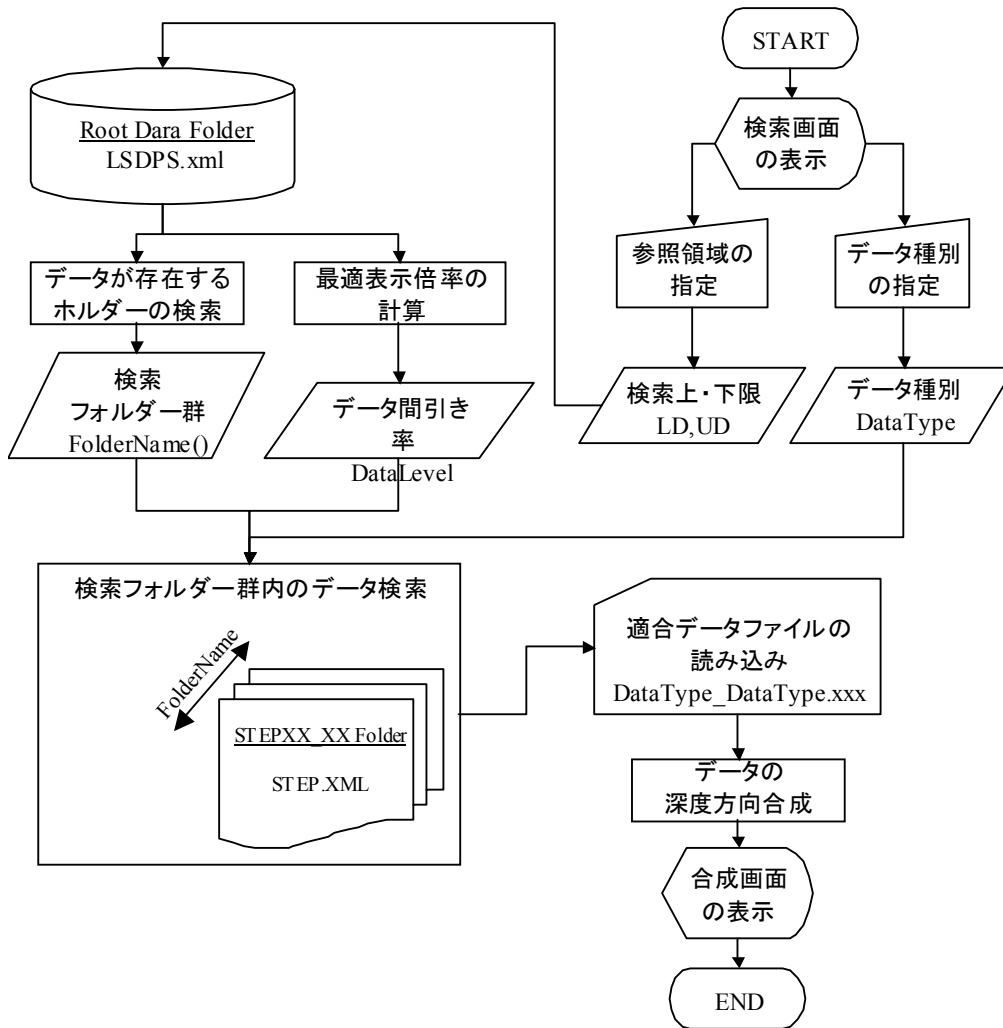 START
検索画面
の表示
参照領域の
指定
データ種別
の指定
検索上・下限
LD,UD
データ種別
DataType
Root Dara Folder
LSDPS.xml
データが存在する
ホルダーの検索
最適表示倍率の
計算
検索
フォルダー群
FolderName()
データ間引き
率
DataLevel
検索フォルダー群内のデータ検索
FolderName
STEPXX_XX Folder
STEP.XML
適合データファイルの
読み込み
DataType_DataType.xxx
データの
深度方向合成
合成画面
の表示
END